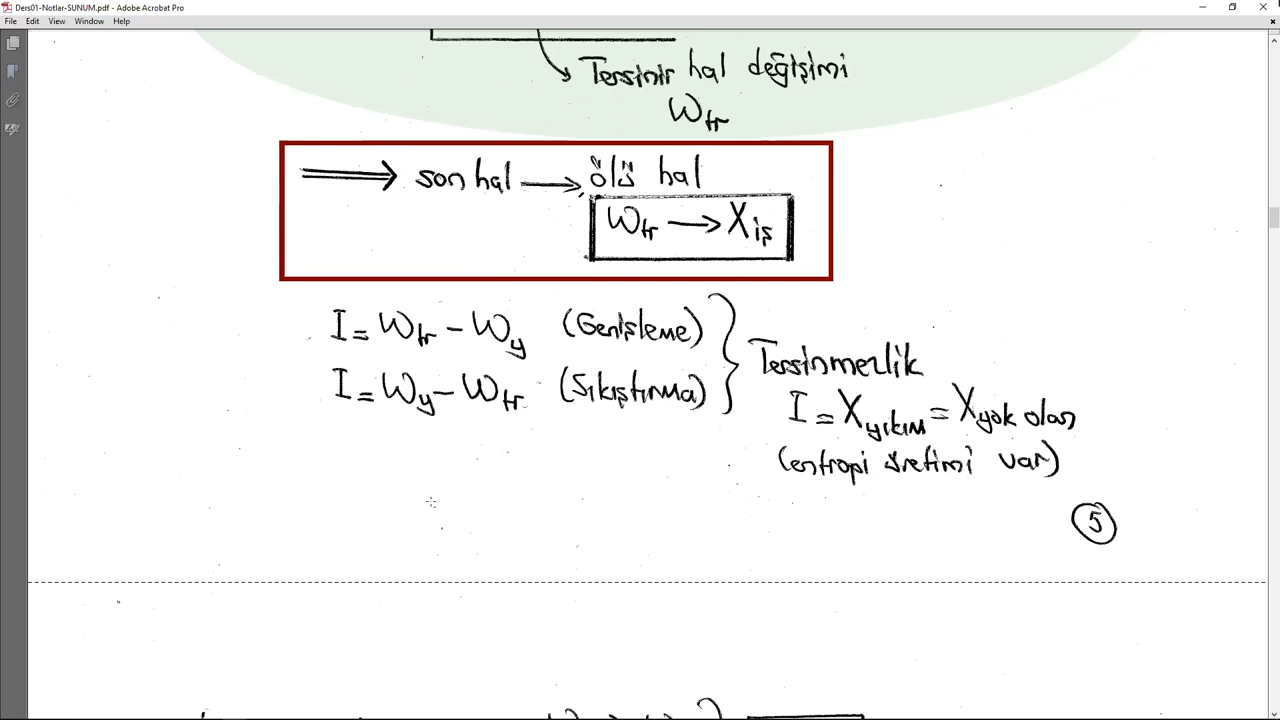 Ders01-Notlar-SUNUM.pdf - Adobe Acrobat Pro
File Edit View Window Help
Tersinir hal değişimi
Wtr
⟹ son hal → ölü hal
Wtr → Xiş
I = Wtr - Wy (Genişleme)
I = Wy - Wtr (Sıkıştırma)
Tersinmezlik
I = Xyıkım = Xyok olan
(entropi üretimi var)
5